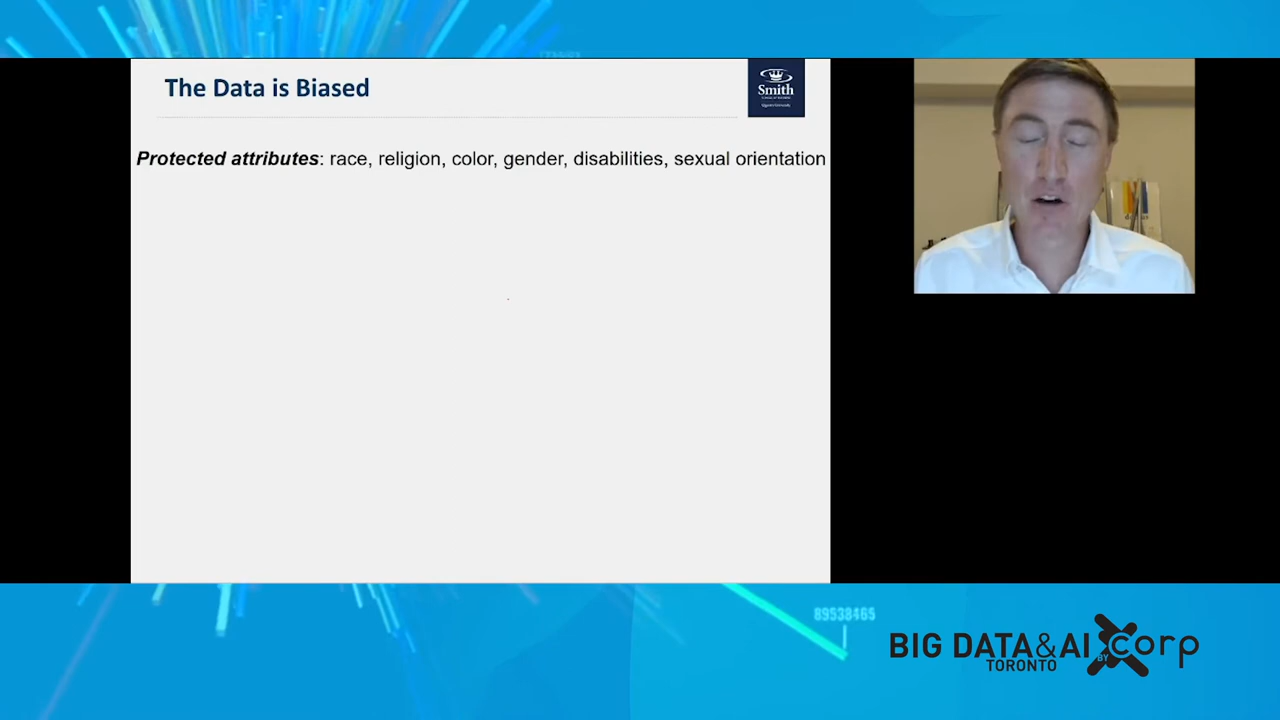 The Data is Biased
Smith
Protected attributes: race, religion, color, gender, disabilities, sexual orientation
89538465
BIG DATA&AI
TORONTO
BY
corp